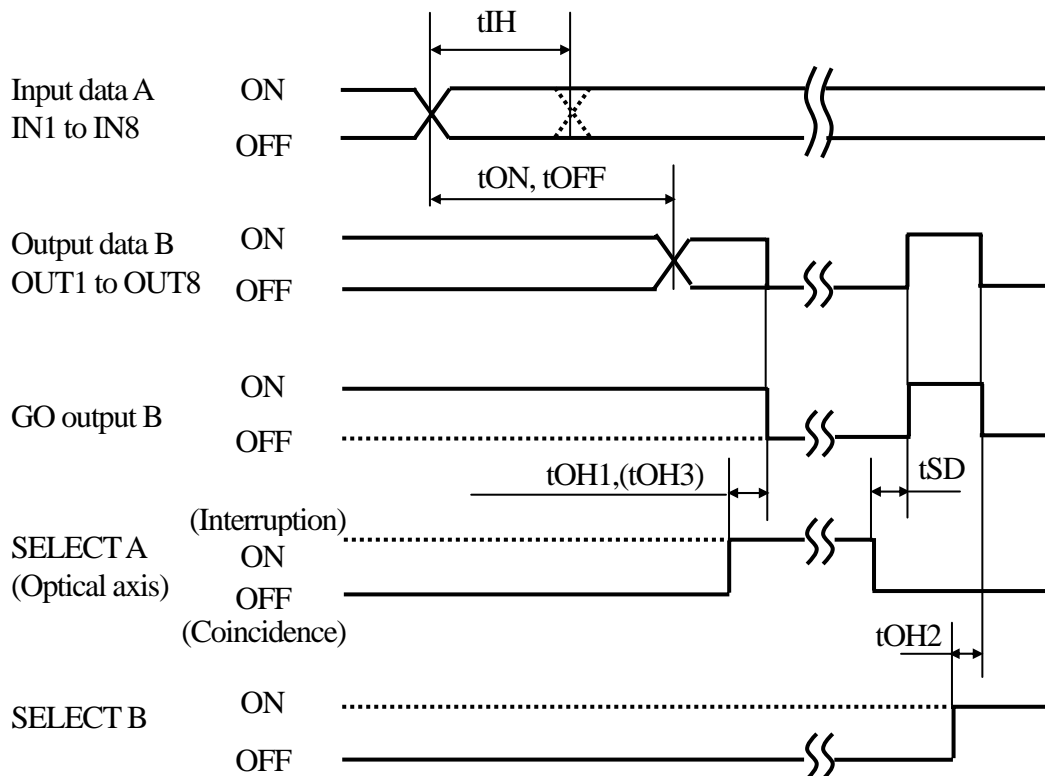 tIH
Input data A
IN1 to IN8
ON
OFF
tON, tOFF
Output data B
OUT1 to OUT8
ON
OFF
GO output B
ON
OFF
tOH1,(tOH3)
tSD
(Interruption)
SELECT A
(Optical axis)
ON
OFF
(Coincidence)
tOH2
SELECT B
ON
OFF